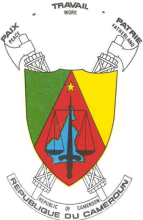 TRAVAIL
WORK
PAIX
PEACE
PATRIE
FATHERLAND
REPUBLIC OF CAMEROON
REPUBLIQUE DU CAMEROUN